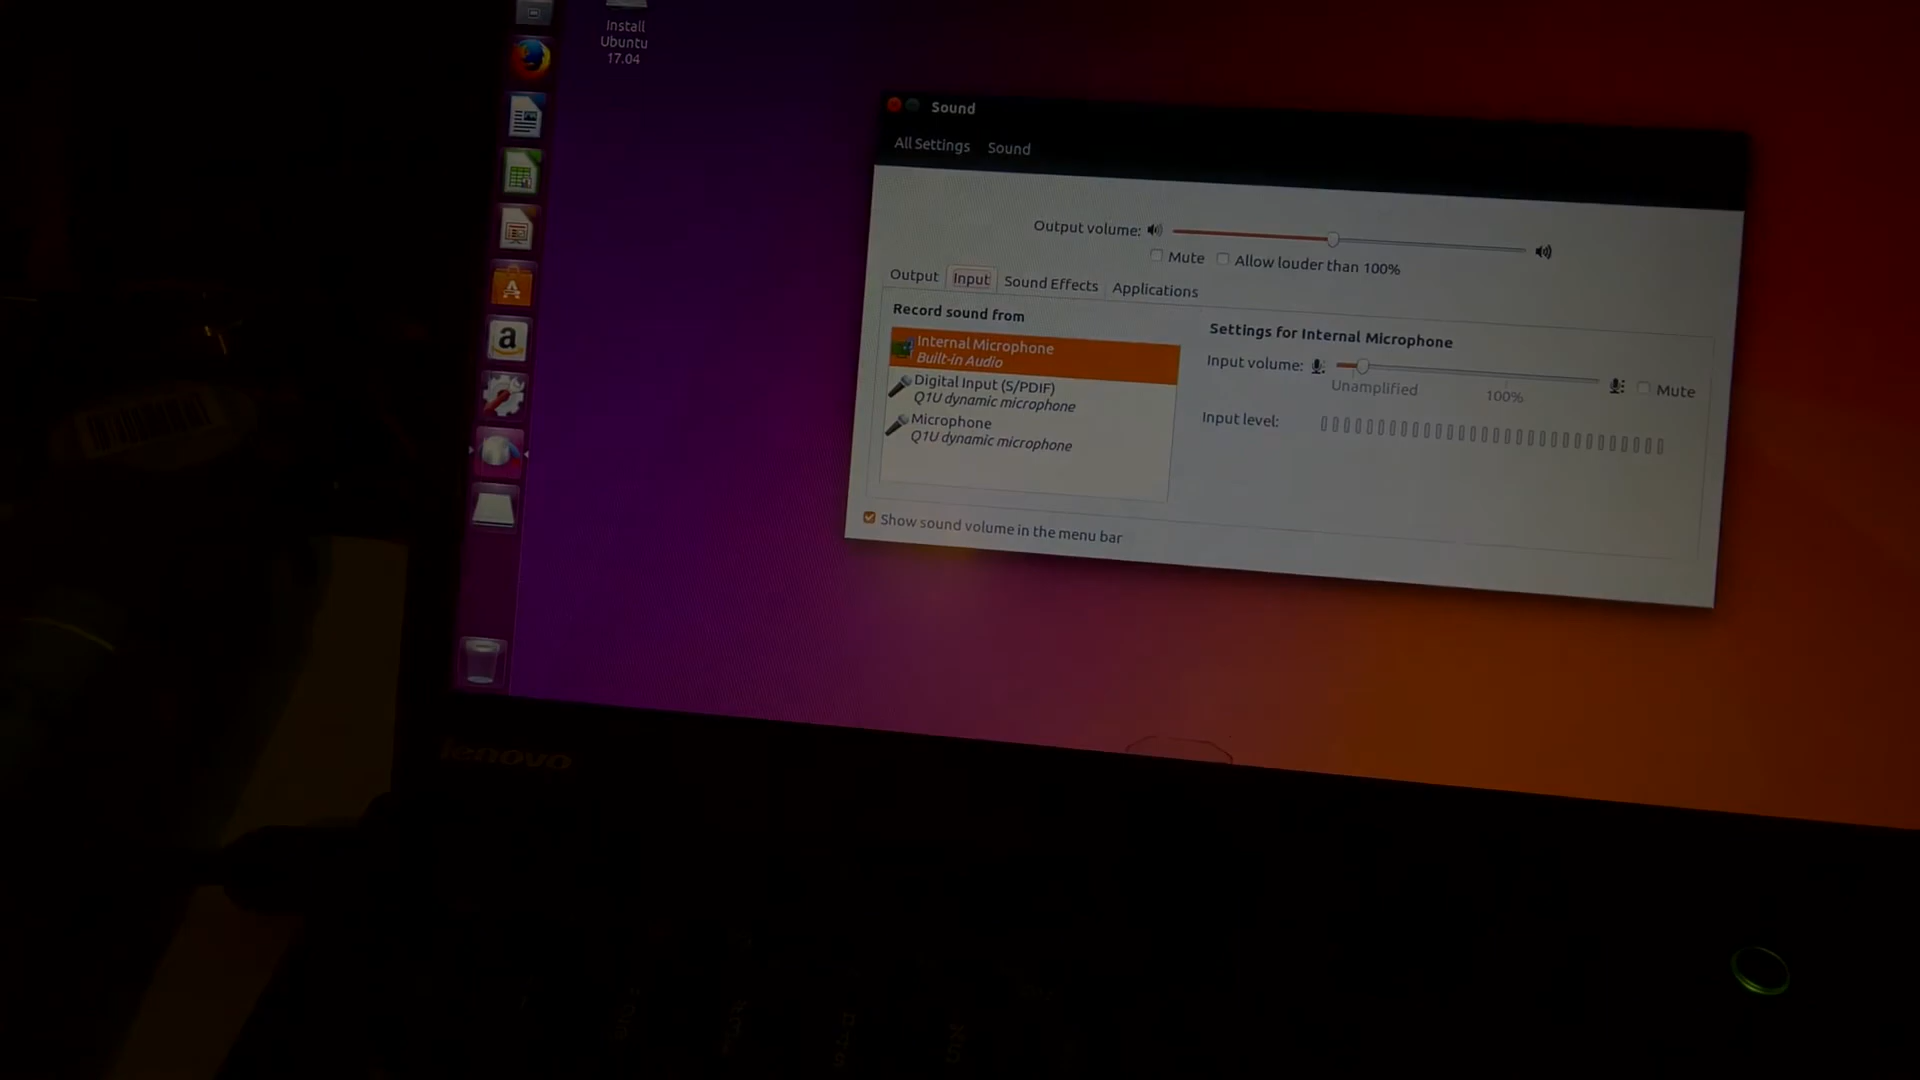 Install
Ubuntu
17.04
Sound
All Settings Sound
Output volume:
Mute Allow louder than 100%
Output Input Sound Effects Applications
Record sound from
Internal Microphone
Built-in Audio
Digital Input (S/PDIF)
Q1U dynamic microphone
Microphone
Q1U dynamic microphone
Settings for Internal Microphone
Input volume:
Mute
Unamplified 100%
Input level:
Show sound volume in the menu bar
lenovo